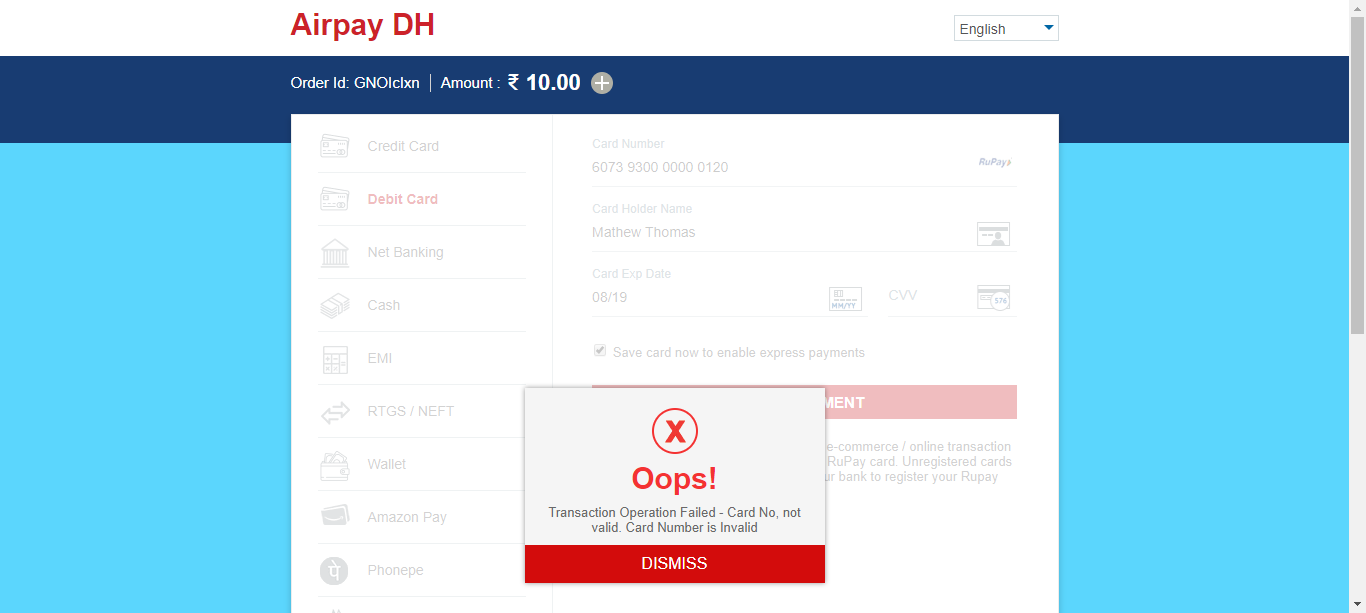 Airpay DH
English
Order Id: GNOIclxn
Amount : ₹ 10.00
Credit Card
Debit Card
Net Banking
Cash
EMI
RTGS / NEFT
Wallet
Amazon Pay
Phonepe
Card Number
6073 9300 0000 0120
RuPay
Card Holder Name
Mathew Thomas
Card Exp Date
08/19
MM/YY
CVV
576
Save card now to enable express payments
MENT
e-commerce / online transaction
RuPay card. Unregistered cards
ur bank to register your Rupay
X
Oops!
Transaction Operation Failed - Card No, not
valid. Card Number is Invalid
DISMISS